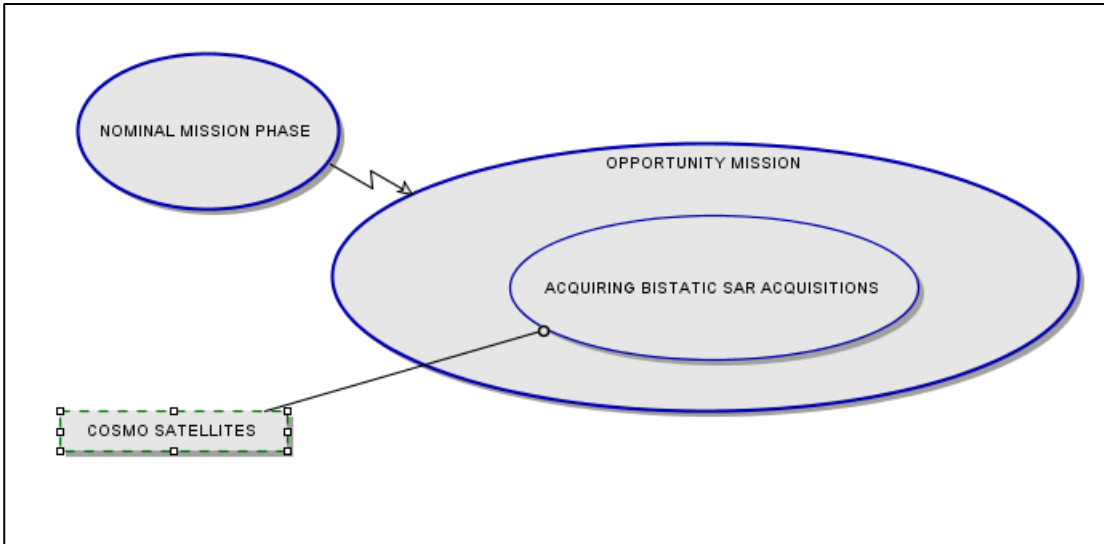 NOMINAL MISSION PHASE
OPPORTUNITY MISSION
ACQUIRING BISTATIC SAR ACQUISITIONS
COSMO SATELLITES